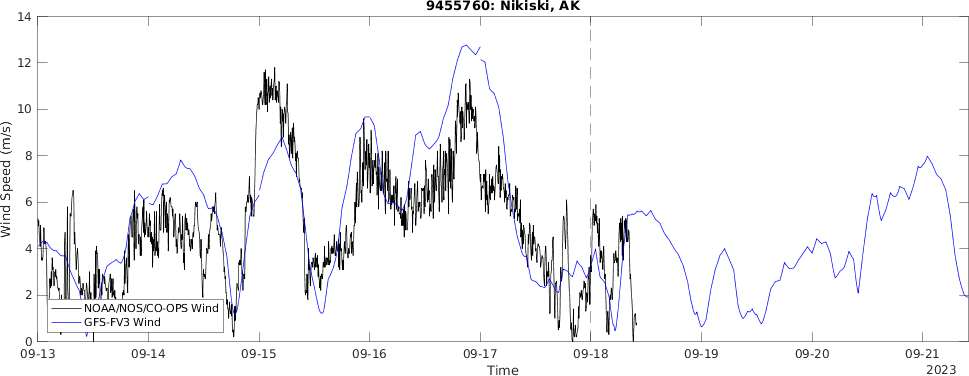 9455760: Nikiski, AK
Wind Speed (m/s)
14
12
10
8
6
4
2
0
NOAA/NOS/CO-OPS Wind
GFS-FV3 Wind
09-13 09-14 09-15 09-16 09-17 09-18 09-19 09-20 09-21
Time
2023